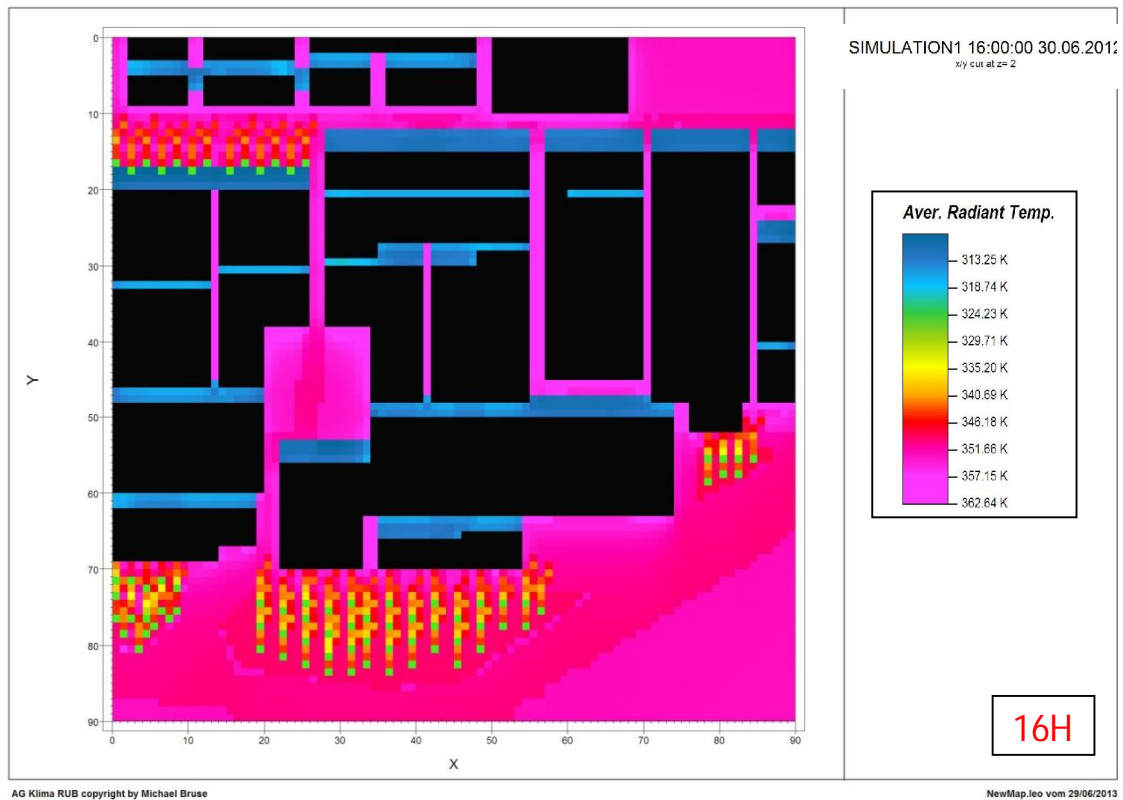 SIMULATION1 16:00:00 30.06.2012
x/y cut at z= 2
0
10
20
30
40
50
60
70
80
90
Y
0 10 20 30 40 50 60 70 80 90
X
Aver. Radiant Temp.
313.25 K
318.74 K
324.23 K
329.71 K
335.20 K
340.69 K
346.18 K
351.66 K
357.15 K
362.64 K
16H
AG Klima RUB copyright by Michael Bruse
NewMap.leo vom 29/06/2013